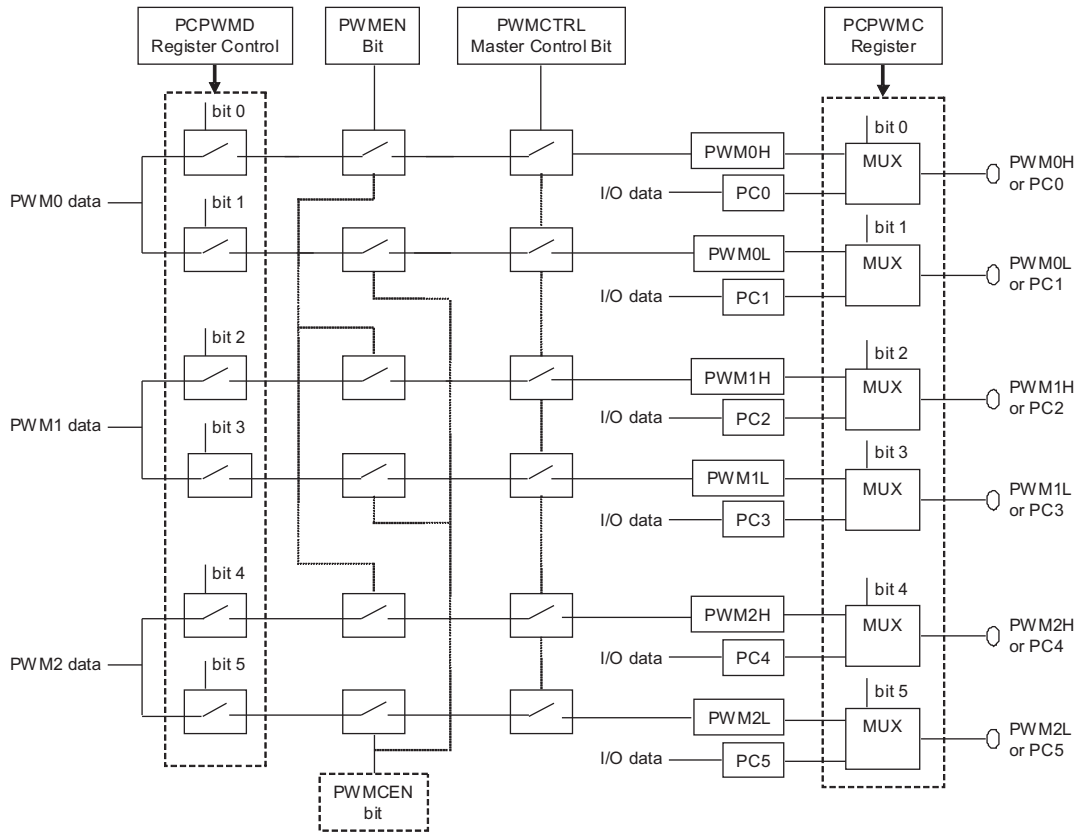 PCPWMD
Register Control
PWMEN
Bit
PWMCTRL
Master Control Bit
PCPWMC
Register
bit 0
bit 0
PWM0H
MUX
PWM0H
or PC0
I/O data
PC0
PWM0 data
bit 1
bit 1
PWM0L
MUX
PWM0L
or PC1
I/O data
PC1
bit 2
bit 2
PWM1H
MUX
PWM1H
or PC2
I/O data
PC2
PWM1 data
bit 3
bit 3
PWM1L
MUX
PWM1L
or PC3
I/O data
PC3
bit 4
bit 4
PWM2H
MUX
PWM2H
or PC4
I/O data
PC4
PWM2 data
bit 5
bit 5
PWM2L
MUX
PWM2L
or PC5
I/O data
PC5
PWMCEN
bit